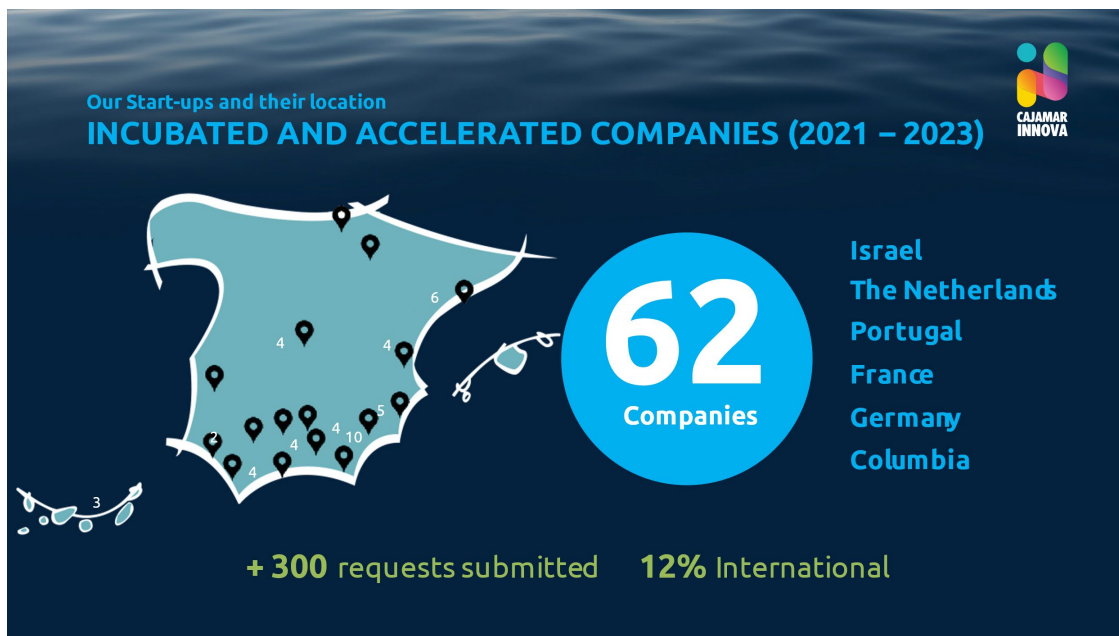 Our Start-ups and their location
INCUBATED AND ACCELERATED COMPANIES (2021 – 2023)
CAJAMAR
INNOVA
6
4
4
5
4
10
2
4
4
3
62
Companies
Israel
The Netherlands
Portugal
France
Germany
Columbia
+ 300 requests submitted
12% International